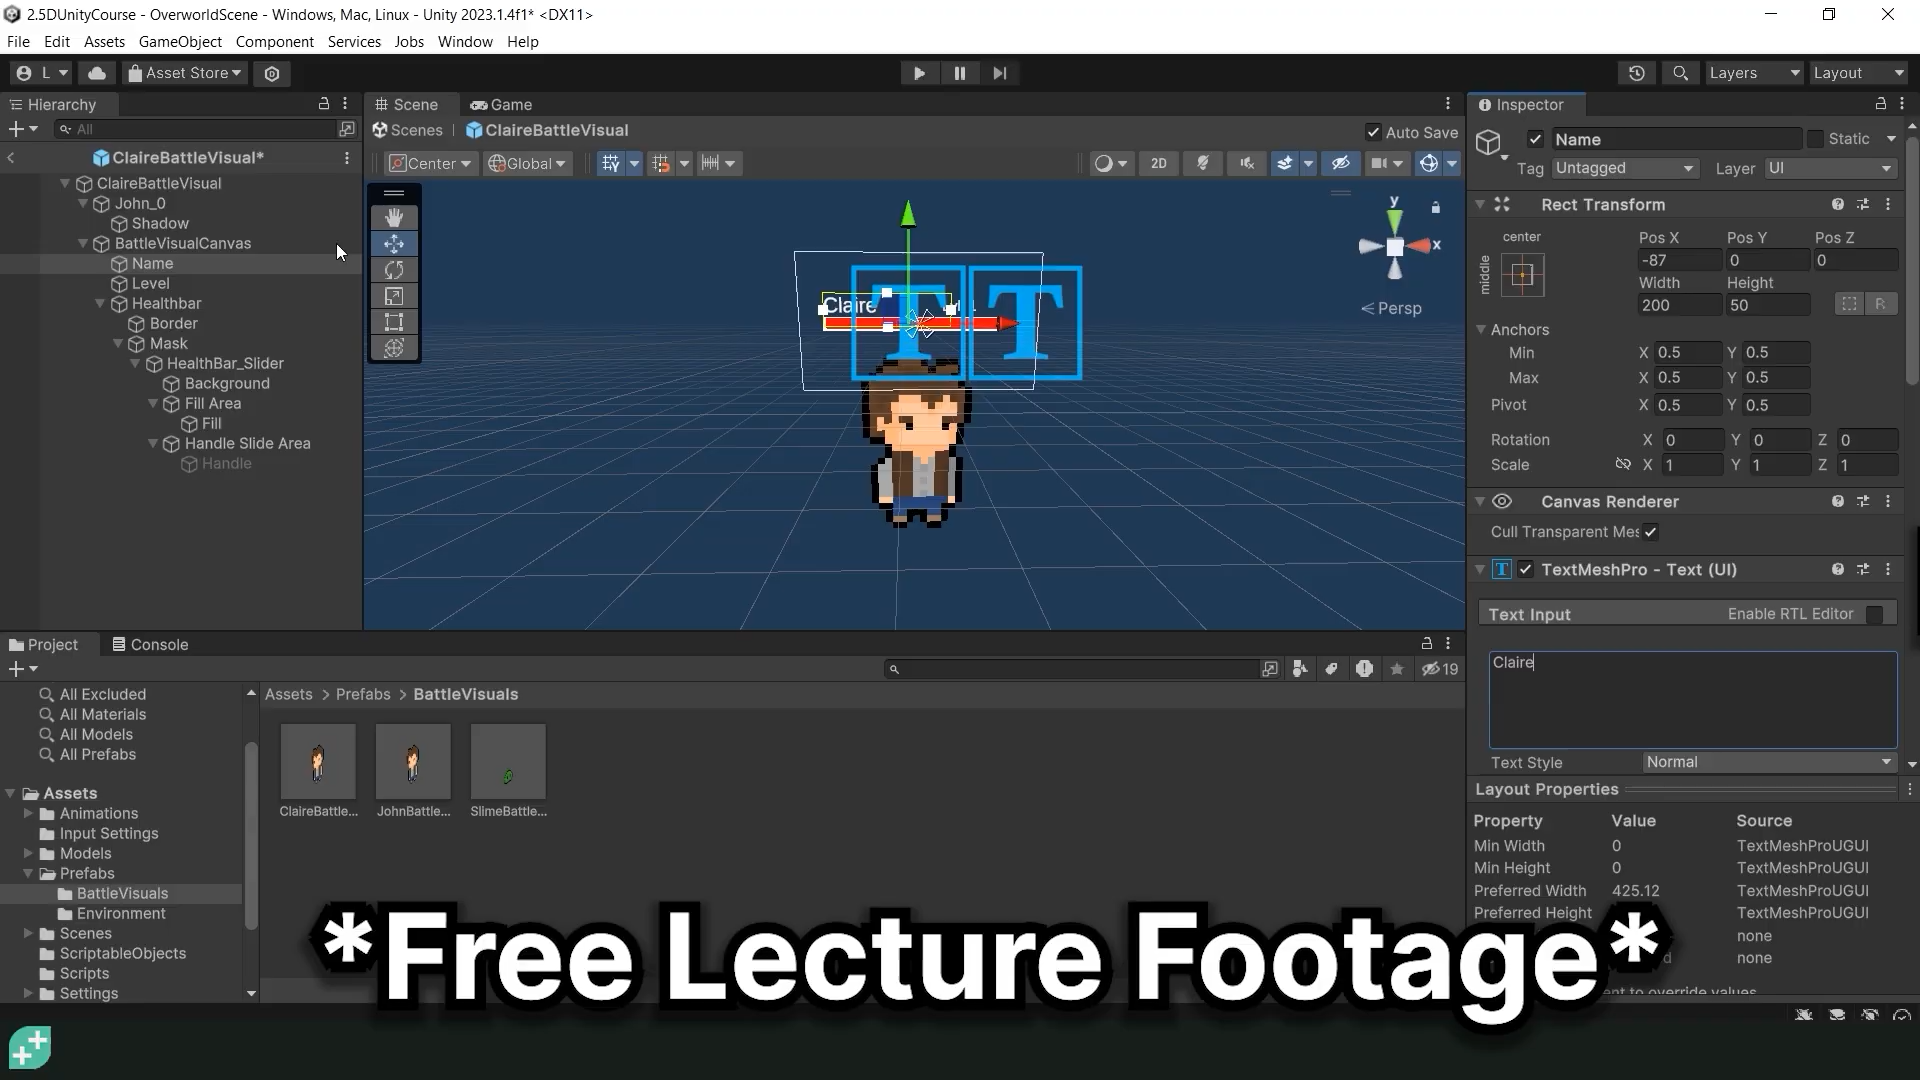 2.5DUnityCourse - OverworldScene - Windows, Mac, Linux - Unity 2023.1.4f1* <DX11>
File Edit Assets GameObject Component Services Jobs Window Help
L Asset Store Layers Layout
Hierarchy
All
ClaireBattleVisual*
ClaireBattleVisual
John_0
Shadow
BattleVisualCanvas
Name
Level
Healthbar
Border
Mask
HealthBar_Slider
Background
Fill Area
Fill
Handle Slide Area
Handle
Scene Game
Scenes ClaireBattleVisual
Auto Save
Center Global 2D
y
x
Persp
Claire
T T
Inspector
Name Static
Tag Untagged Layer UI
Rect Transform
center
middle
Pos X Pos Y Pos Z
-87 0 0
Width Height
200 50
R
Anchors
Min X 0.5 Y 0.5
Max X 0.5 Y 0.5
Pivot X 0.5 Y 0.5
Rotation X 0 Y 0 Z 0
Scale X 1 Y 1 Z 1
Canvas Renderer
Cull Transparent Mes
T TextMeshPro - Text (UI)
Text Input Enable RTL Editor
Claire
Text Style Normal
Layout Properties
Property Value Source
Min Width 0 TextMeshProUGUI
Min Height 0 TextMeshProUGUI
Preferred Width 425.12 TextMeshProUGUI
Preferred Height TextMeshProUGUI
none
none
to override values
Project Console
19
All Excluded
All Materials
All Models
All Prefabs
Assets
Animations
Input Settings
Models
Prefabs
BattleVisuals
Environment
Scenes
ScriptableObjects
Scripts
Settings
Assets > Prefabs > BattleVisuals
ClaireBattle... JohnBattle... SlimeBattle...
*Free Lecture Footage*